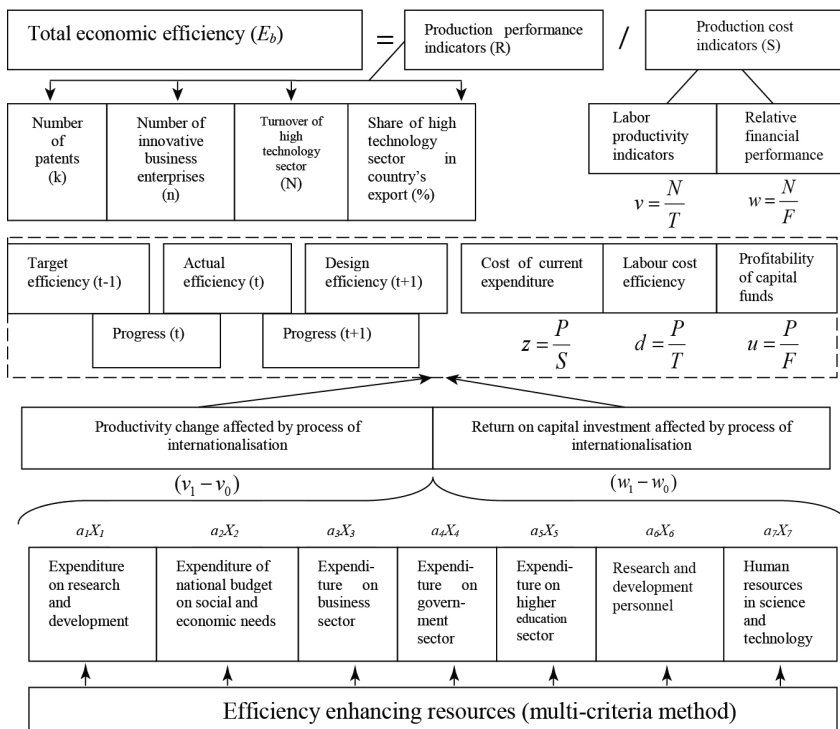 Total economic efficiency (E_b)
=
Production performance
indicators (R)
/
Production cost
indicators (S)
Number
of
patents
(k)
Number of
innovative
business
enterprises
(n)
Turnover of
high
technology
sector
(N)
Share of high
technology
sector in
country's
export (%)
Labor
productivity
indicators
Relative
financial
performance
v = N/T
w = N/F
Target
efficiency (t-1)
Actual
efficiency (t)
Design
efficiency (t+1)
Progress (t)
Progress (t+1)
Cost of current
expenditure
Labour cost
efficiency
Profitability
of capital
funds
z = P/S
d = P/T
u = P/F
Productivity change affected by process of
internationalisation
Return on capital investment affected by process of
internationalisation
(v₁ − v₀)
(w₁ − w₀)
a₁X₁
a₂X₂
a₃X₃
a₄X₄
a₅X₅
a₆X₆
a₇X₇
Expenditure
on research
and
development
Expenditure of
national budget
on social and
economic needs
Expendi-
ture on
business
sector
Expendi-
ture on
govern-
ment
sector
Expendi-
ture on
higher
education
sector
Research and
development
personnel
Human
resources
in science
and
technology
Efficiency enhancing resources (multi-criteria method)